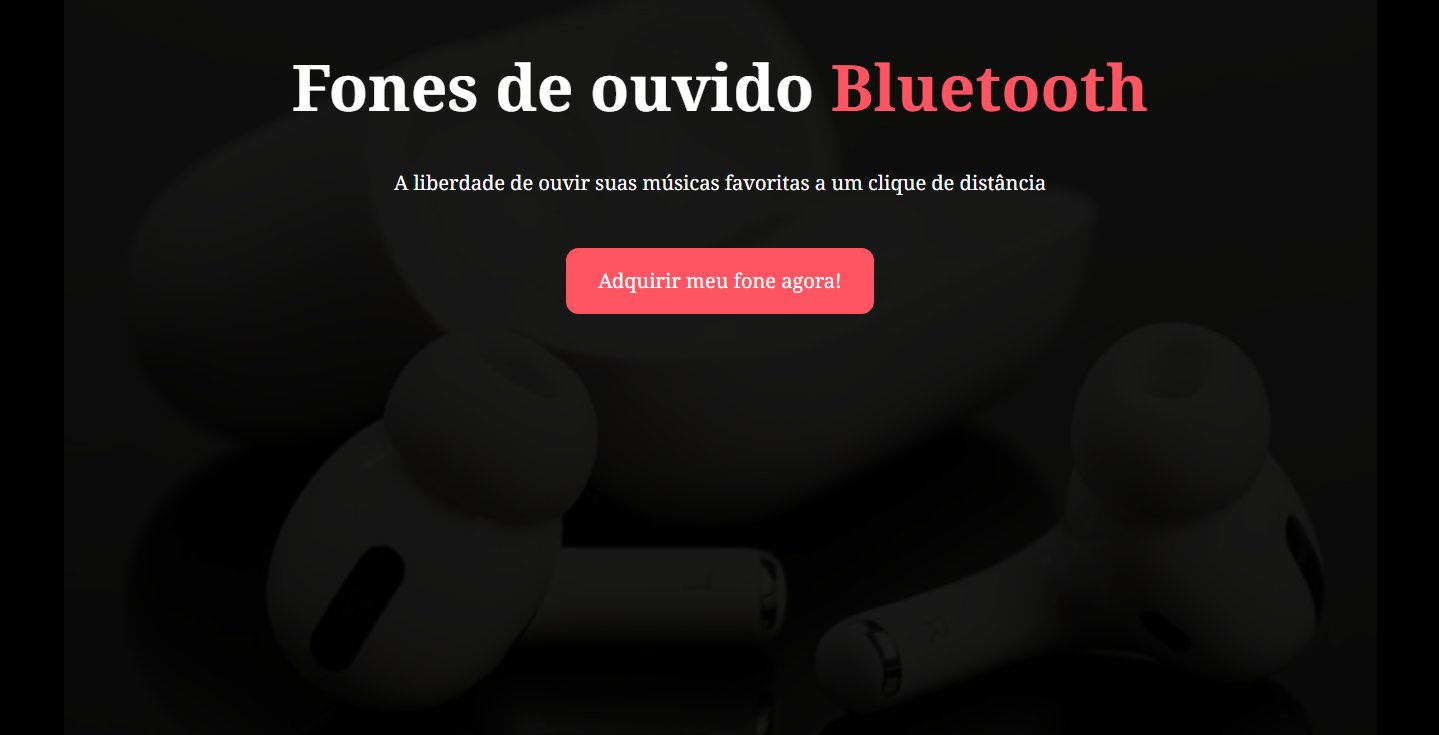 Fones de ouvido Bluetooth
A liberdade de ouvir suas músicas favoritas a um clique de distância
Adquirir meu fone agora!